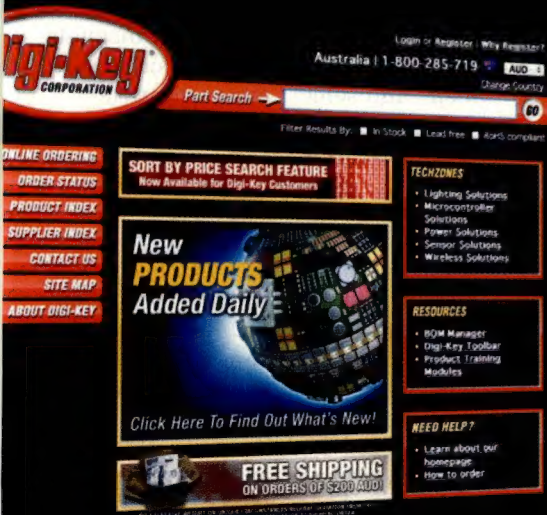 Digi-Key
CORPORATION
Login or Register | Why Register?
Australia | 1-800-285-719 AUD
Change Country
Part Search
GO
Filter Results By: In Stock Lead free RoHS compliant
ONLINE ORDERING
ORDER STATUS
PRODUCT INDEX
SUPPLIER INDEX
CONTACT US
SITE MAP
ABOUT DIGI-KEY
SORT BY PRICE SEARCH FEATURE
Now Available for Digi-Key Customers
New
PRODUCTS
Added Daily
Click Here To Find Out What's New!
FREE SHIPPING
ON ORDERS OF $200 AUD!
TECHZONES
• Lighting Solutions
• Microcontroller
Solutions
• Power Solutions
• Sensor Solutions
• Wireless Solutions
RESOURCES
• BOM Manager
• Digi-Key Toolbar
• Product Training
Modules
NEED HELP?
• Learn about our
homepage
• How to order